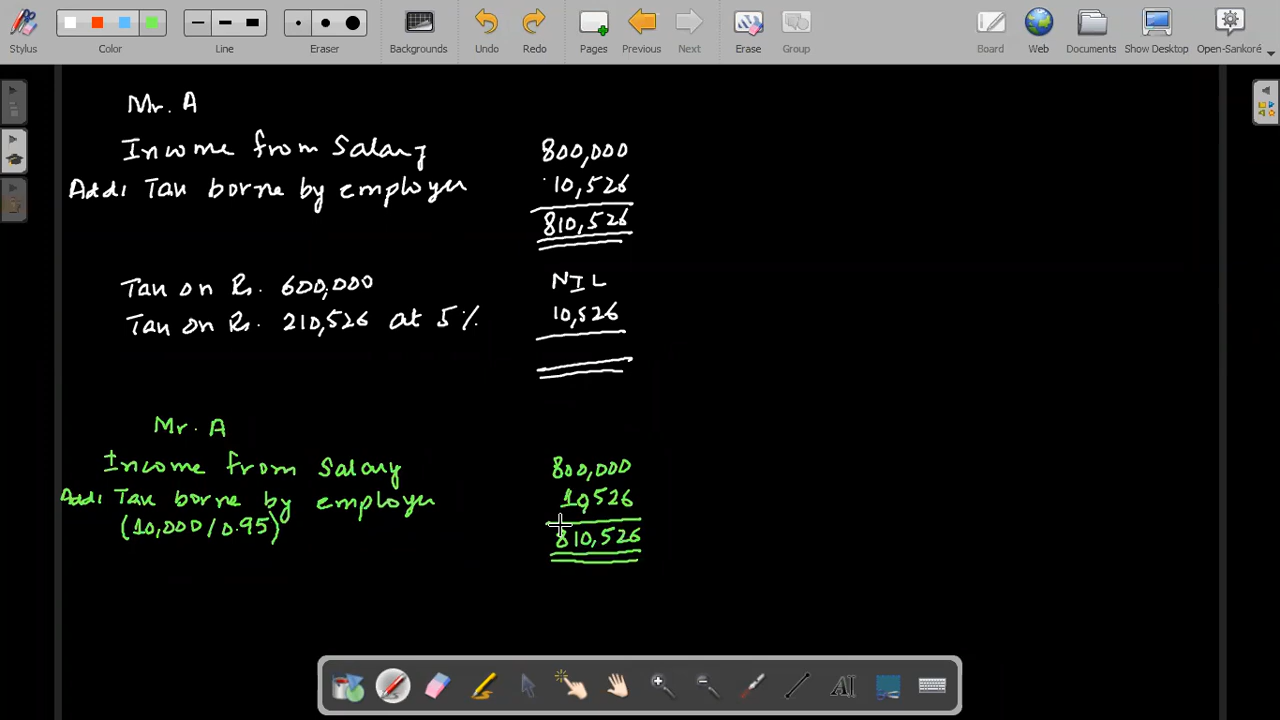 Stylus Color Line Eraser Backgrounds Undo Redo Pages Previous Next Erase Group Board Web Documents Show Desktop Open-Sankoré
Mr. A
Income from Salary 800,000
Add: Tax borne by employer 10,526
810,526
Tax on Rs. 600,000 NIL
Tax on Rs. 210,526 at 5% 10,526
Mr. A
Income from Salary 800,000
Add: Tax borne by employer 10,526
(10,000/0.95) 810,526
AI